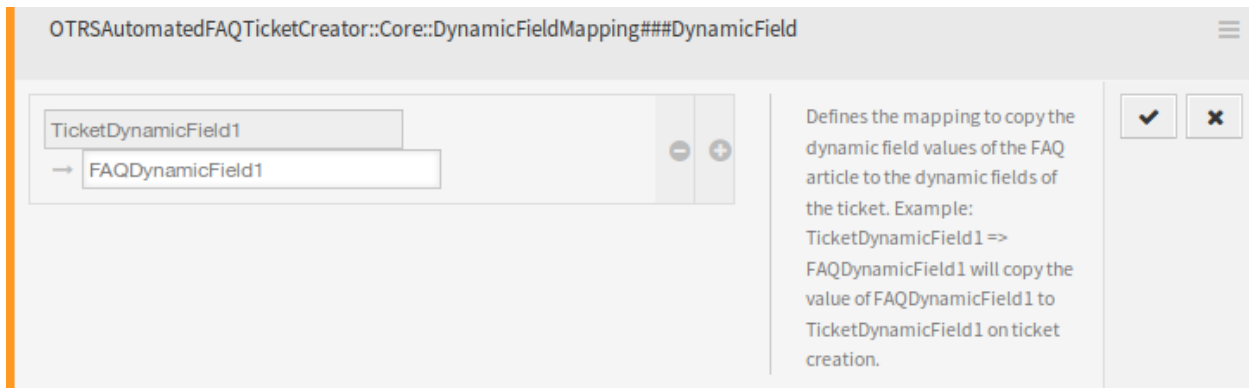 OTRSAutomatedFAQTicketCreator::Core::DynamicFieldMapping###DynamicField
TicketDynamicField1
→ FAQDynamicField1
Defines the mapping to copy the
dynamic field values of the FAQ
article to the dynamic fields of
the ticket. Example:
TicketDynamicField1 =>
FAQDynamicField1 will copy the
value of FAQDynamicField1 to
TicketDynamicField1 on ticket
creation.